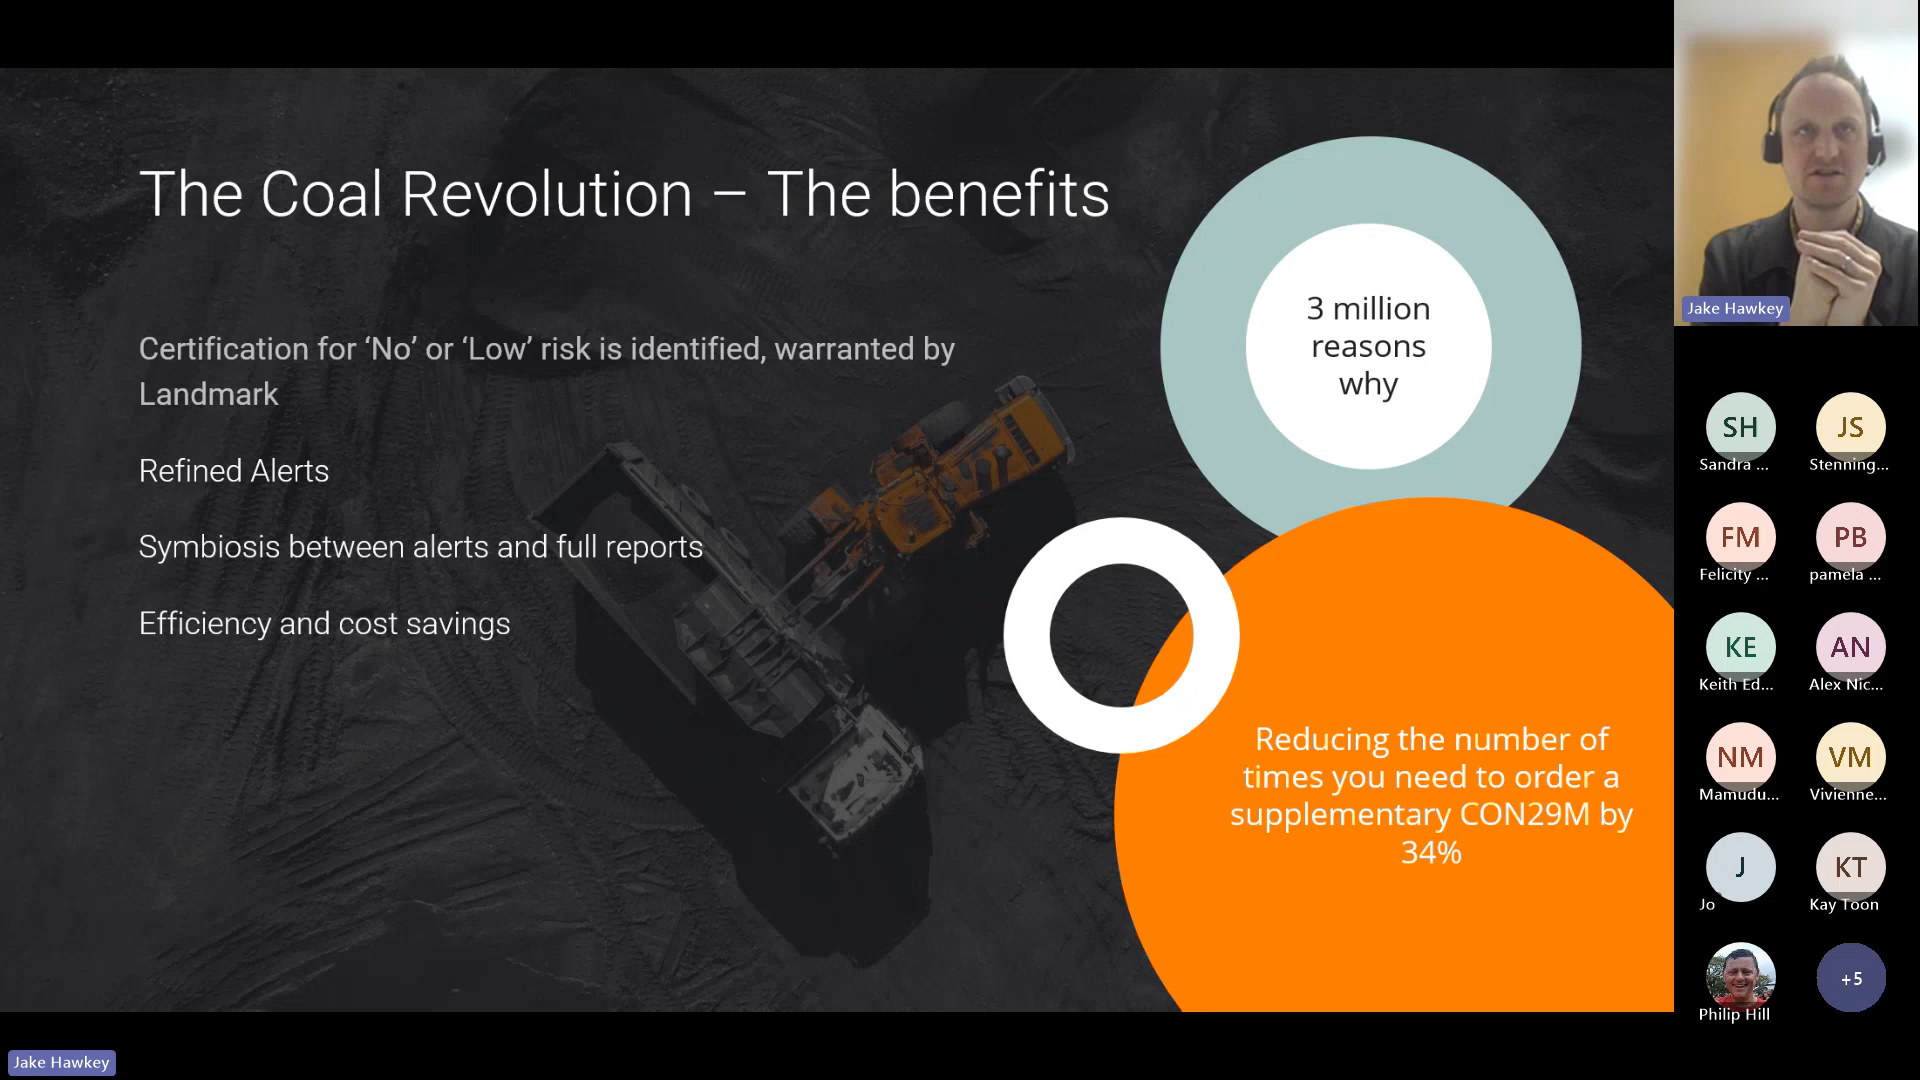 The Coal Revolution – The benefits
Certification for ‘No’ or ‘Low’ risk is identified, warranted by
Landmark
Refined Alerts
Symbiosis between alerts and full reports
Efficiency and cost savings
3 million
reasons
why
Reducing the number of
times you need to order a
supplementary CON29M by
34%
Jake Hawkey
SH
Sandra ...
JS
Stenning...
FM
Felicity ...
PB
pamela ...
KE
Keith Ed...
AN
Alex Nic...
NM
Mamudu...
VM
Vivienne...
J
Jo
KT
Kay Toon
Philip Hill
+5
Jake Hawkey